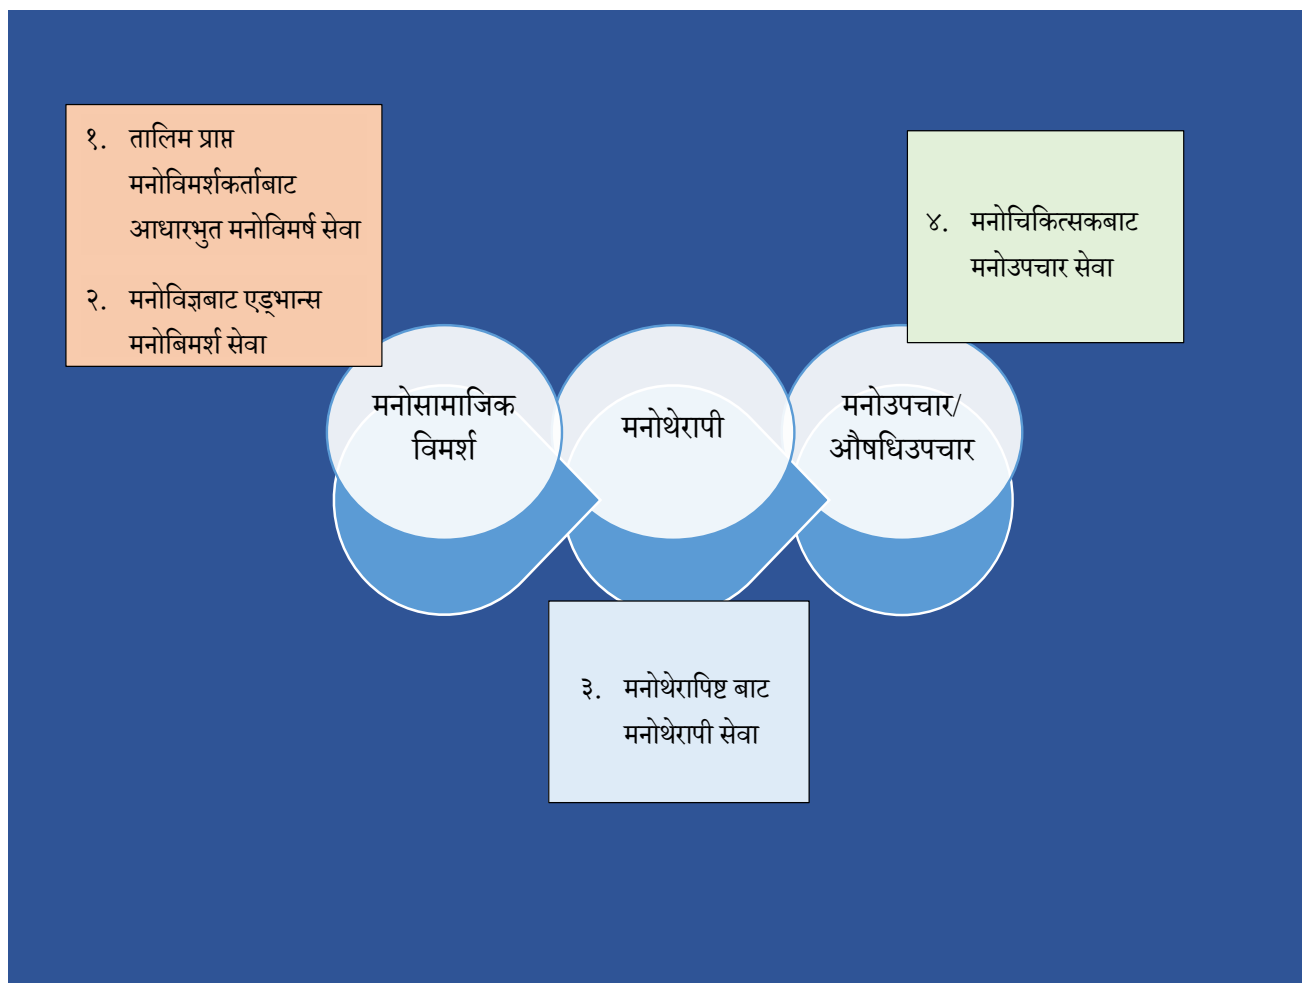 १. तालिम प्राप्त
मनोविमर्शकर्ताबाट
आधारभुत मनोविमर्ष सेवा
२. मनोविज्ञबाट एड्भान्स
मनोबिमर्श सेवा
४. मनोचिकित्सकबाट
मनोउपचार सेवा
मनोसामाजिक
विमर्श
मनोथेरापी
मनोउपचार/
औषधिउपचार
३. मनोथेरापिष्ट बाट
मनोथेरापी सेवा